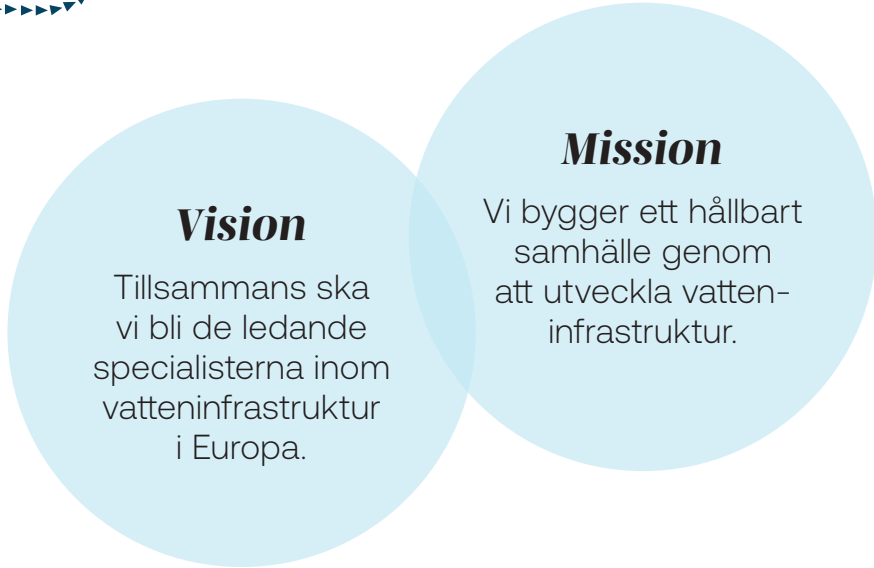 Vision
Tillsammans ska
vi bli de ledande
specialisterna inom
vatteninfrastruktur
i Europa.
Mission
Vi bygger ett hållbart
samhälle genom
att utveckla vatten-
infrastruktur.